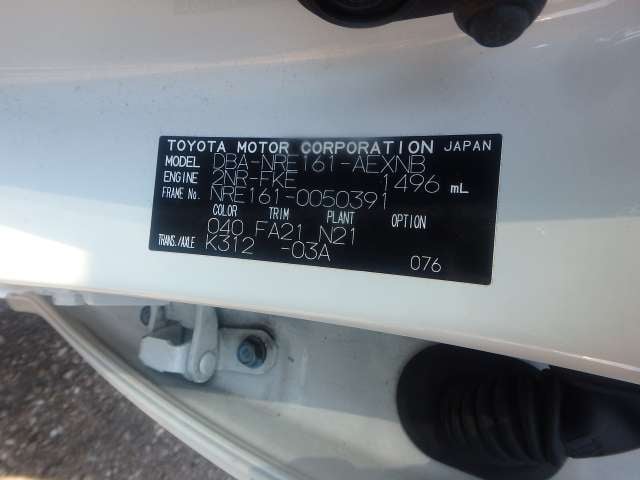 TOYOTA MOTOR CORPORATION JAPAN
MODEL DBA-NRE161-AEXNB
ENGINE 2NR-FKE 1496 mL
FRAME No. NRE161-0050391
COLOR TRIM PLANT OPTION
040 FA21 N21
TRANS./AXLE K312 -03A
076